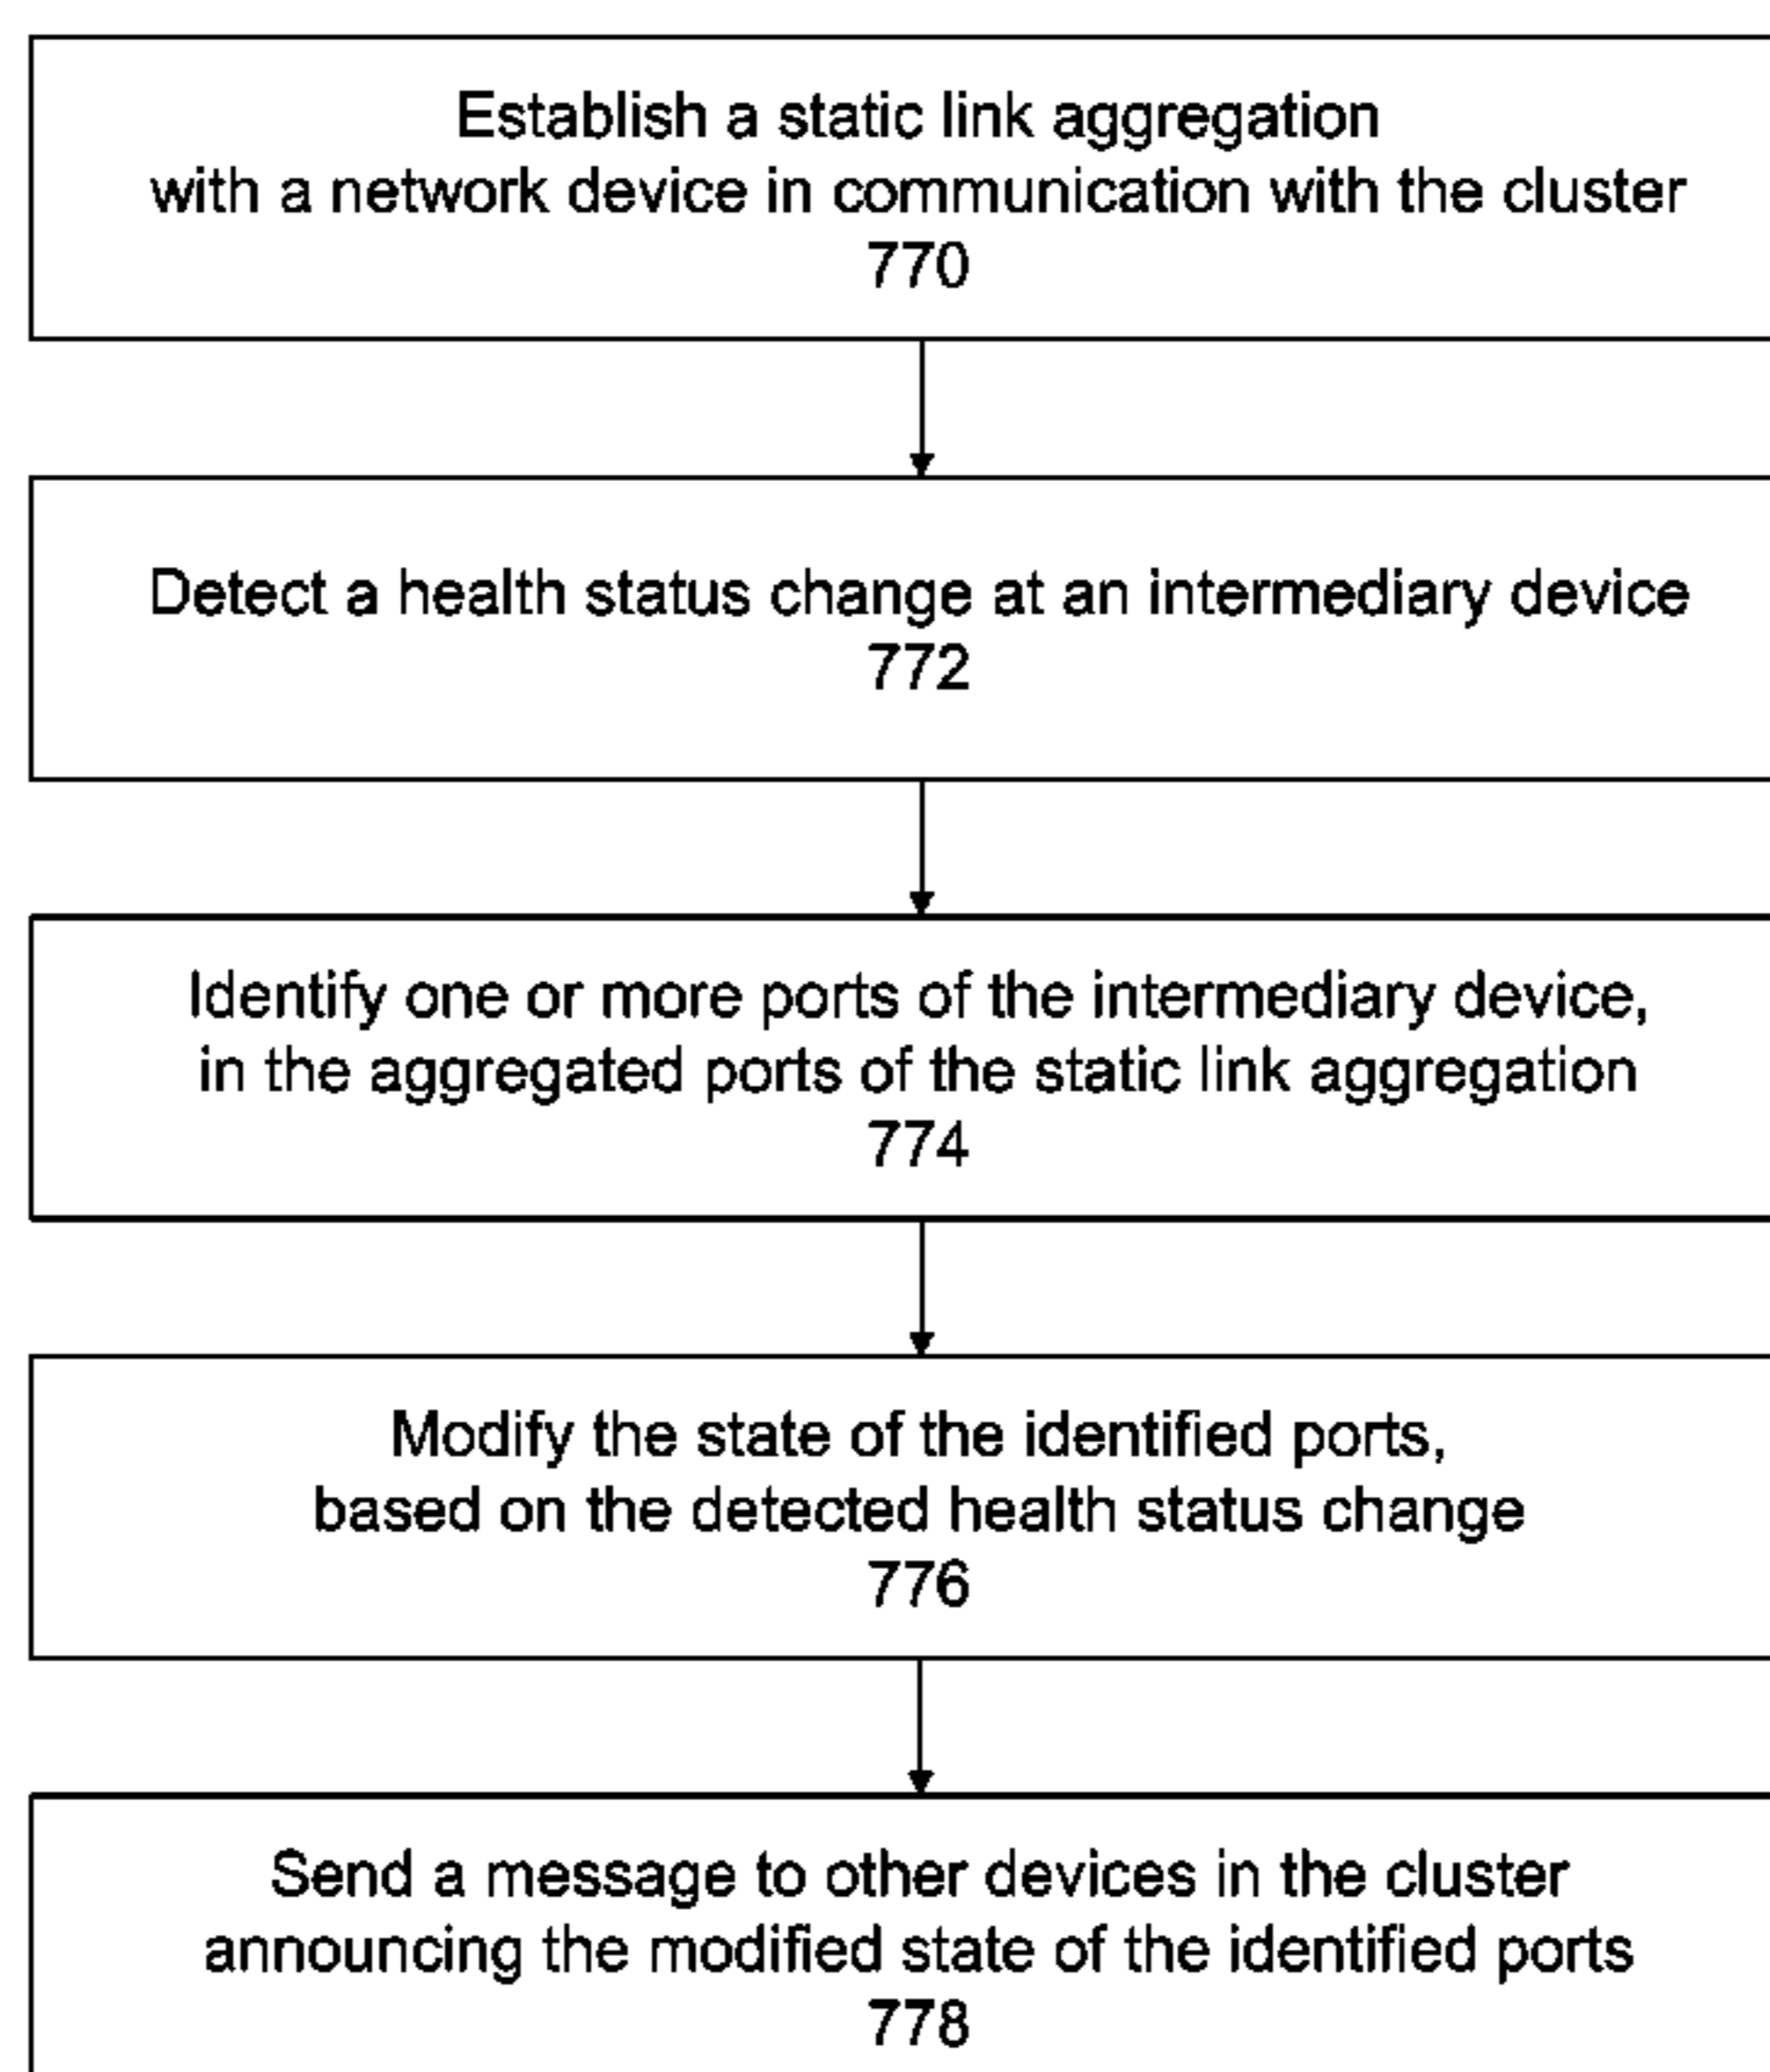 Establish a static link aggregation
with a network device in communication with the cluster
770
Detect a health status change at an intermediary device
772
Identify one or more ports of the intermediary device,
in the aggregated ports of the static link aggregation
774
Modify the state of the identified ports,
based on the detected health status change
776
Send a message to other devices in the cluster
announcing the modified state of the identified ports
778